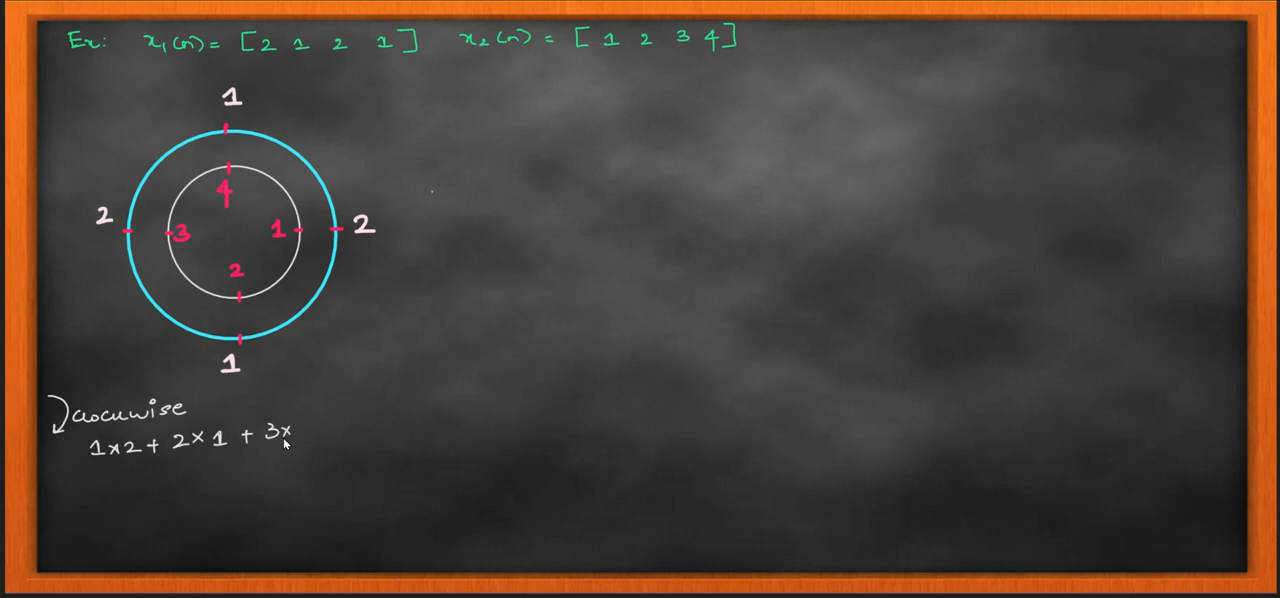 Ex: x₁(n) = [2 1 2 1] x₂(n) = [1 2 3 4]
1
4
2 3 1 2
2
1
clockwise
1×2 + 2×1 + 3×